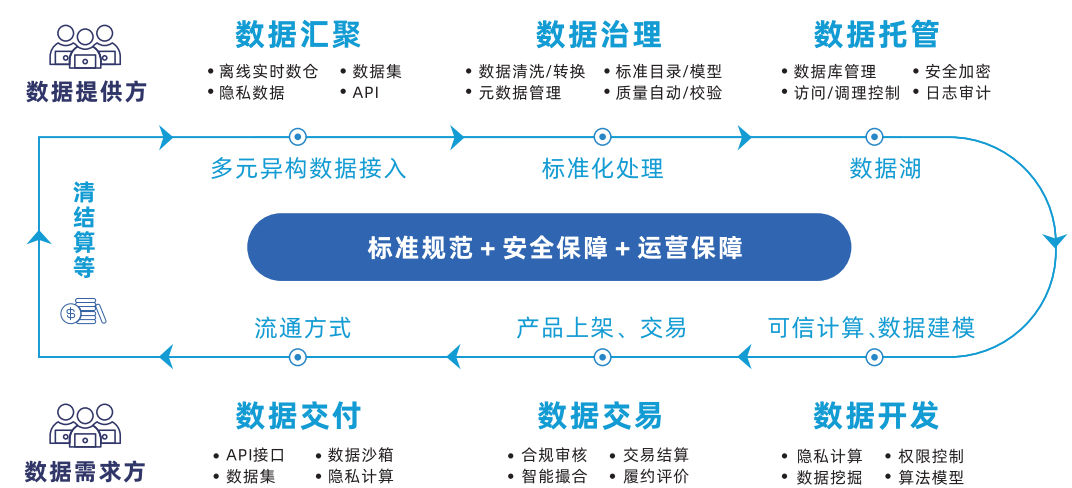 数据提供方
数据汇聚
• 离线实时数仓 • 数据集
• 隐私数据 • API
数据治理
• 数据清洗/转换 • 标准目录/模型
• 元数据管理 • 质量自动/校验
数据托管
• 数据库管理 • 安全加密
• 访问/调理控制 • 日志审计
多元异构数据接入
标准化处理
数据湖
清结算等
标准规范 + 安全保障 + 运营保障
流通方式
产品上架、交易
可信计算、数据建模
数据需求方
数据交付
• API接口 • 数据沙箱
• 数据集 • 隐私计算
数据交易
• 合规审核 • 交易结算
• 智能撮合 • 履约评价
数据开发
• 隐私计算 • 权限控制
• 数据挖掘 • 算法模型